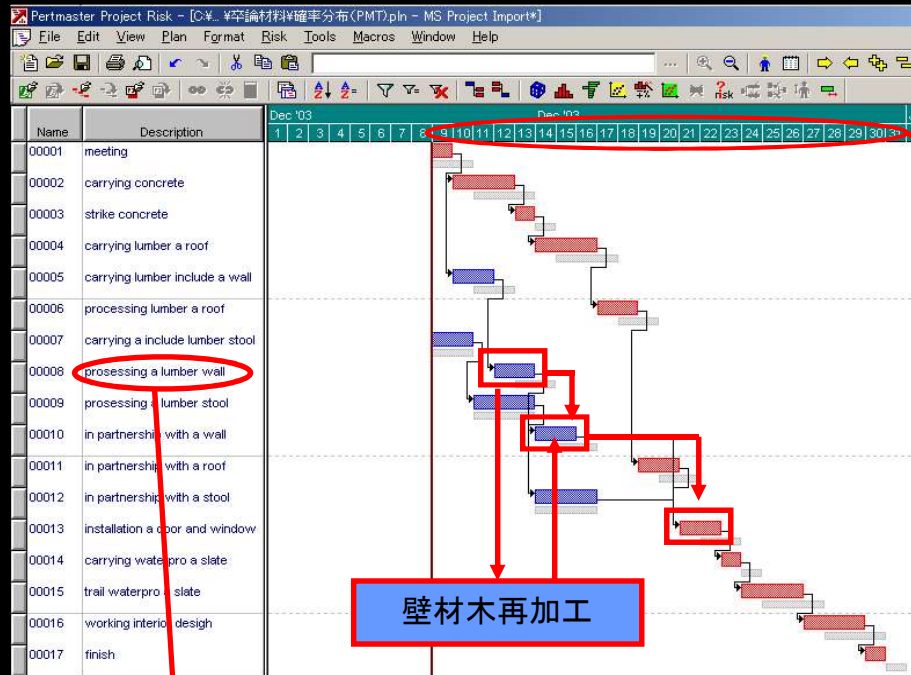 Pertmaster Project Risk - [C:¥... ¥卒論材料¥確率分布(PMT).pln - MS Project Import*]
File Edit View Plan Format Risk Tools Macros Window Help
...
Risk
Name Description
Dec '03 Dec '03
1 2 3 4 5 6 7 8 9 10 11 12 13 14 15 16 17 18 19 20 21 22 23 24 25 26 27 28 29 30 31
00001 meeting
00002 carrying concrete
00003 strike concrete
00004 carrying lumber a roof
00005 carrying lumber include a wall
00006 processing lumber a roof
00007 carrying a include lumber stool
00008 prosessing a lumber wall
00009 prosessing a lumber stool
00010 in partnership with a wall
00011 in partnership with a roof
00012 in partnership with a stool
00013 installation a door and window
00014 carrying waterpro a slate
00015 trail waterpro a slate
00016 working interior desigh
00017 finish
壁材木再加工